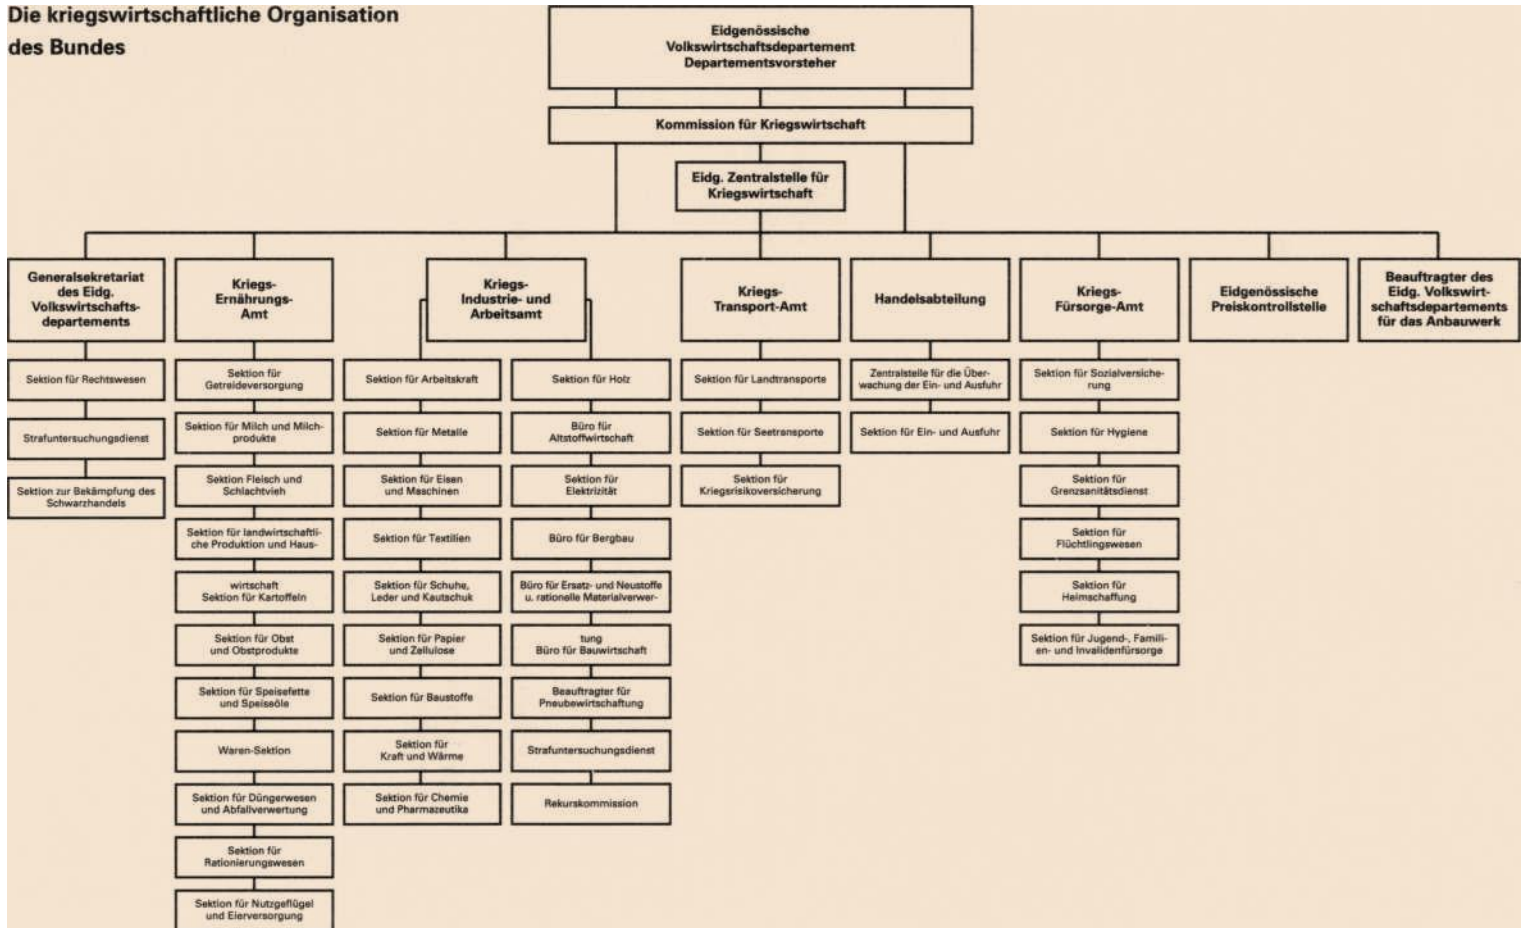 Die kriegswirtschaftliche Organisation
des Bundes
Eidgenössische
Volkswirtschaftsdepartement
Departementsvorsteher
Kommission für Kriegswirtschaft
Eidg. Zentralstelle für
Kriegswirtschaft
Generalsekretariat
des Eidg.
Volkswirtschafts-
departements
Sektion für Rechtswesen
Strafuntersuchungsdienst
Sektion zur Bekämpfung des
Schwarzhandels
Kriegs-
Ernährungs-
Amt
Sektion für
Getreideversorgung
Sektion für Milch und Milch-
produkte
Sektion Fleisch und
Schlachtvieh
Sektion für landwirtschaftli-
che Produktion und Haus-
wirtschaft
Sektion für Kartoffeln
Sektion für Obst
und Obstprodukte
Sektion für Speisefette
und Speiseöle
Waren-Sektion
Sektion für Düngerwesen
und Abfallverwertung
Sektion für
Rationierungswesen
Sektion für Nutzgeflügel
und Eierversorgung
Kriegs-
Industrie- und
Arbeitsamt
Sektion für Arbeitskraft
Sektion für Metalle
Sektion für Eisen
und Maschinen
Sektion für Textilien
Sektion für Schuhe,
Leder und Kautschuk
Sektion für Papier
und Zellulose
Sektion für Baustoffe
Sektion für
Kraft und Wärme
Sektion für Chemie
und Pharmazeutika
Sektion für Holz
Büro für
Altstoffwirtschaft
Sektion für
Elektrizität
Büro für Bergbau
Büro für Ersatz- und Neustoffe
u. rationelle Materialverwer-
tung
Büro für Bauwirtschaft
Beauftragter für
Pneubewirtschaftung
Strafuntersuchungsdienst
Rekurskommission
Kriegs-
Transport-Amt
Sektion für Landtransporte
Sektion für Seetransporte
Sektion für
Kriegsrisikoversicherung
Handelsabteilung
Zentralstelle für die Über-
wachung der Ein- und Ausfuhr
Sektion für Ein- und Ausfuhr
Kriegs-
Fürsorge-Amt
Sektion für Sozialversiche-
rung
Sektion für Hygiene
Sektion für
Grenzsanitätsdienst
Sektion für
Flüchtlingswesen
Sektion für
Heimschaffung
Sektion für Jugend-, Famili-
en- und Invalidenfürsorge
Eidgenössische
Preiskontrollstelle
Beauftragter des
Eidg. Volkswirt-
schaftsdepartements
für das Anbauwerk